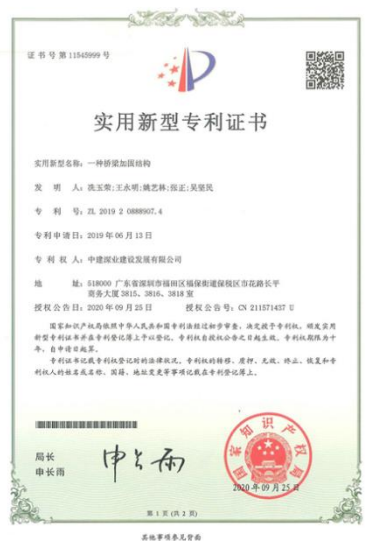 证书号第11545999号
实用新型专利证书
实用新型名称：一种桥梁加固结构
发 明 人：冼玉荣;王永明;姚艺林;张正;吴坚民
专 利 号：ZL 2019 2 0888907.4
专利申请日：2019年06月13日
专 利 权 人：中建深业建设发展有限公司
地 址：518000 广东省深圳市福田区福保街道保税区市花路长平
商务大厦3815、3816、3818室
授权公告日：2020年09月25日 授权公告号：CN 211571437 U
国家知识产权局依照中华人民共和国专利法经过初步审查，决定授予专利权，颁发实用
新型专利证书并在专利登记簿上予以登记。专利权自授权公告之日起生效。专利权期限为十
年，自申请日起算。
专利证书记载专利权登记时的法律状况。专利权的转移、质押、无效、终止、恢复和专
利权人的姓名或名称、国籍、地址变更等事项记载在专利登记簿上。
局长
申长雨
申长雨
国家知识产权局
2020年09月25日
第 1 页 (共 2 页)
其他事项参见背面